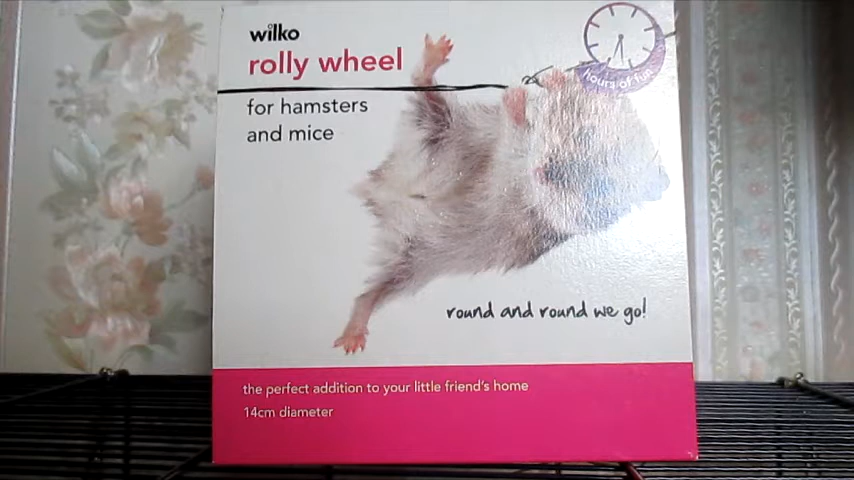 wilko
rolly wheel
for hamsters
and mice
hours of fun
round and round we go!
the perfect addition to your little friend's home
14cm diameter